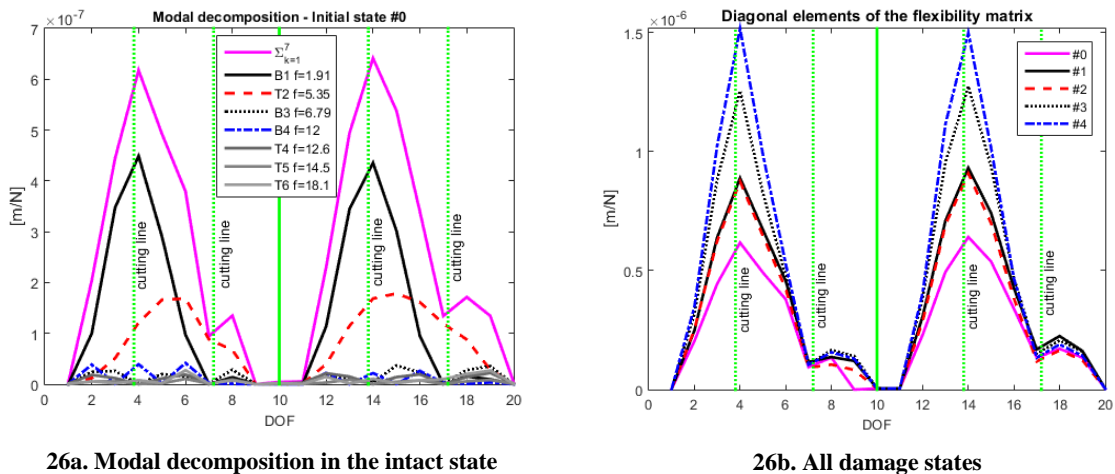 Modal decomposition - Initial state #0
×10⁻⁷
7
6
5
4
3
2
1
0
[m/N]
Σ⁷ₖ₌₁
B1 f=1.91
T2 f=5.35
B3 f=6.79
B4 f=12
T4 f=12.6
T5 f=14.5
T6 f=18.1
cutting line
cutting line
cutting line
cutting line
0 2 4 6 8 10 12 14 16 18 20
DOF
26a. Modal decomposition in the intact state
Diagonal elements of the flexibility matrix
×10⁻⁶
1.5
1
0.5
0
[m/N]
#0
#1
#2
#3
#4
cutting line
cutting line
cutting line
cutting line
0 2 4 6 8 10 12 14 16 18 20
DOF
26b. All damage states